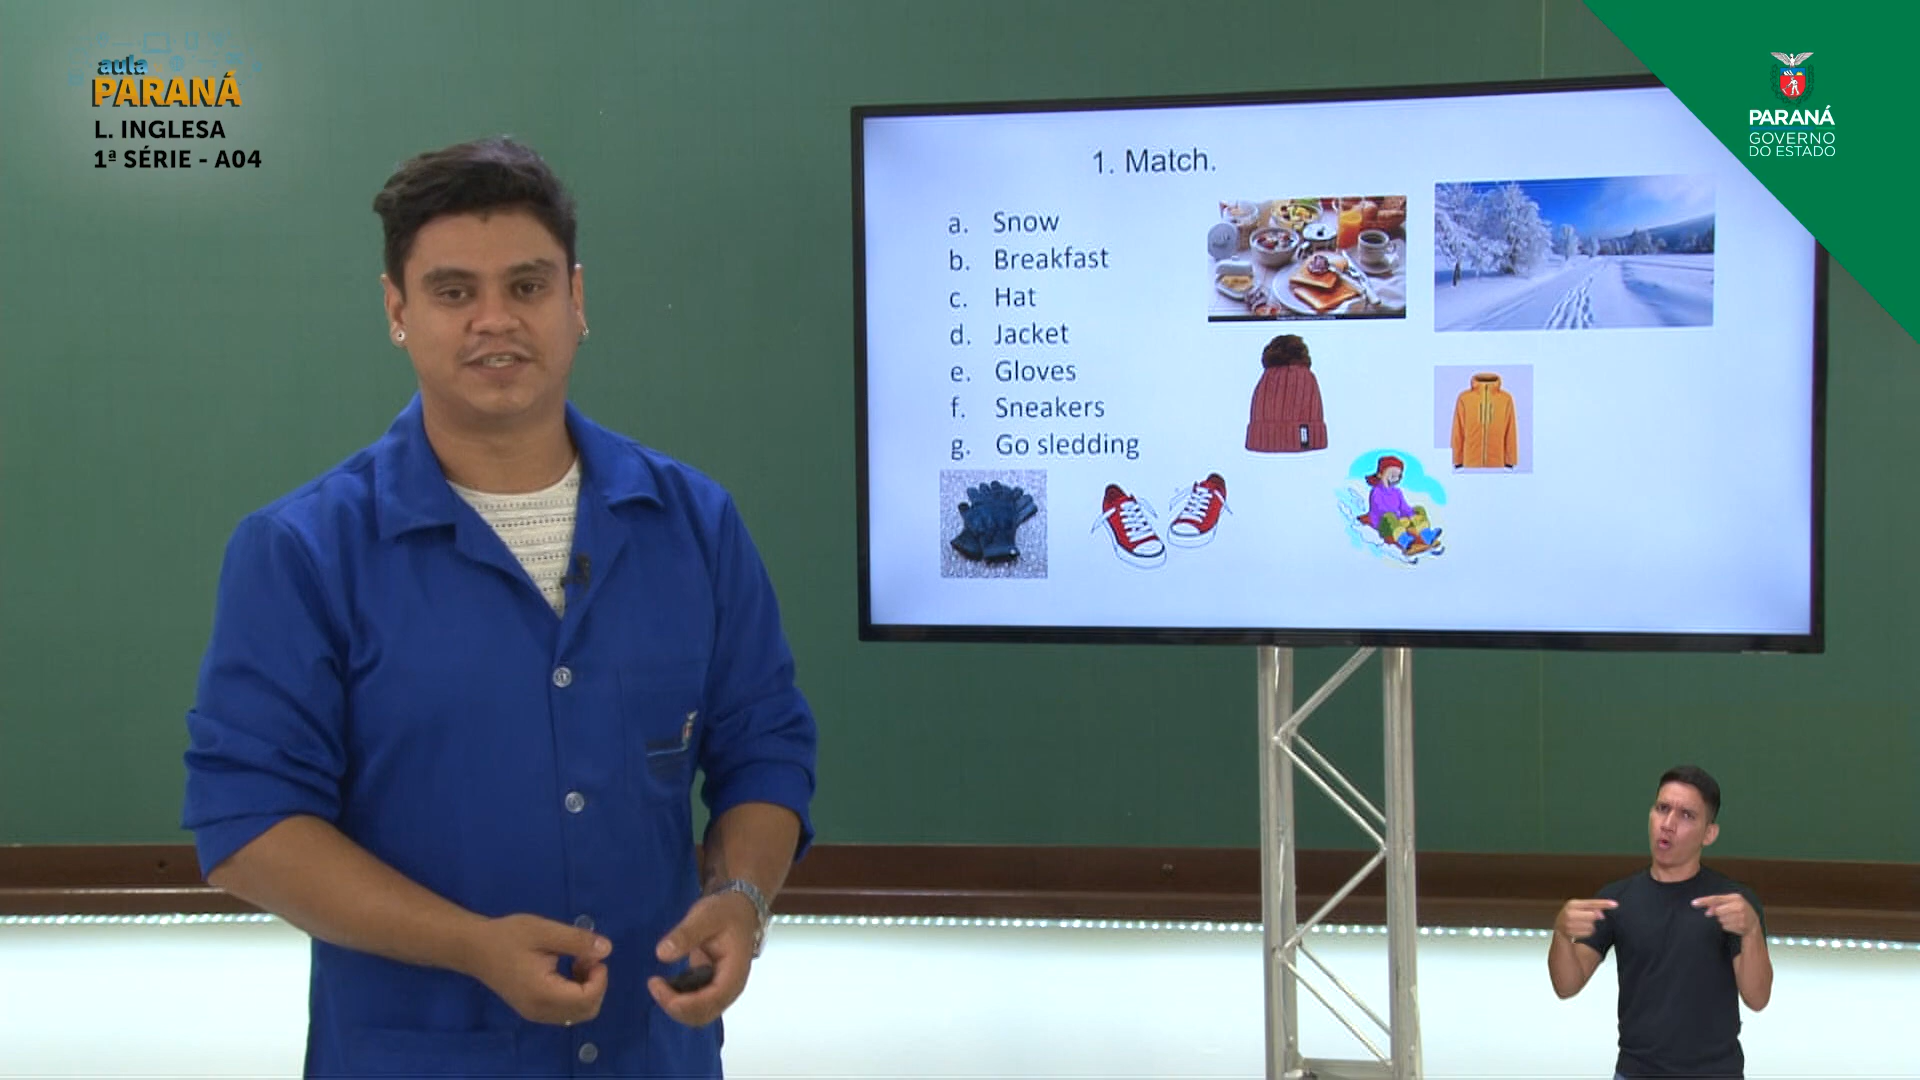 aula
PARANÁ
L. INGLESA
1ª SÉRIE - A04
PARANÁ
GOVERNO
DO ESTADO
1. Match.
a. Snow
b. Breakfast
c. Hat
d. Jacket
e. Gloves
f. Sneakers
g. Go sledding